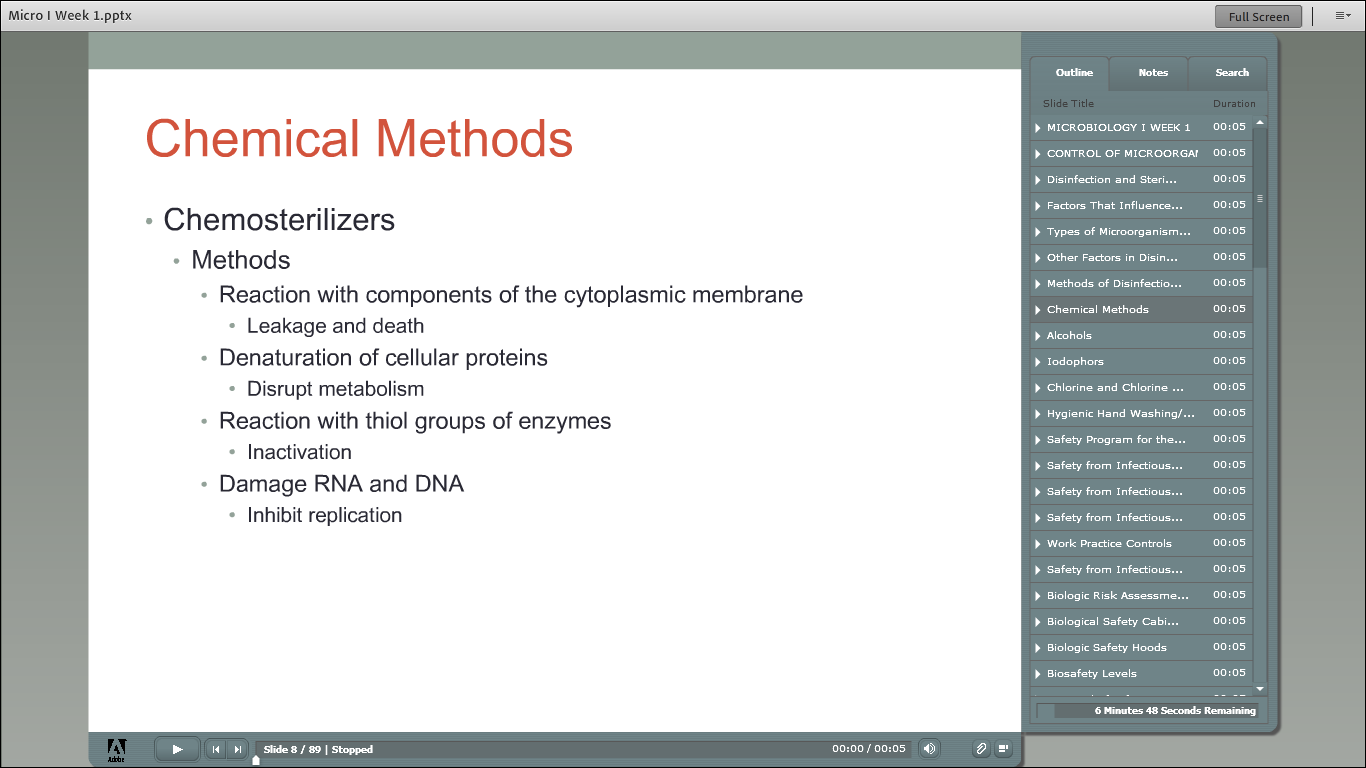 Micro I Week 1.pptx
Full Screen
Chemical Methods
• Chemosterilizers
• Methods
• Reaction with components of the cytoplasmic membrane
• Leakage and death
• Denaturation of cellular proteins
• Disrupt metabolism
• Reaction with thiol groups of enzymes
• Inactivation
• Damage RNA and DNA
• Inhibit replication
Outline Notes Search
Slide Title Duration
MICROBIOLOGY I WEEK 1 00:05
CONTROL OF MICROORGAN 00:05
Disinfection and Steri... 00:05
Factors That Influence... 00:05
Types of Microorganism... 00:05
Other Factors in Disin... 00:05
Methods of Disinfectio... 00:05
Chemical Methods 00:05
Alcohols 00:05
Iodophors 00:05
Chlorine and Chlorine ... 00:05
Hygienic Hand Washing/... 00:05
Safety Program for the... 00:05
Safety from Infectious... 00:05
Safety from Infectious... 00:05
Safety from Infectious... 00:05
Work Practice Controls 00:05
Safety from Infectious... 00:05
Biologic Risk Assessme... 00:05
Biological Safety Cabi... 00:05
Biologic Safety Hoods 00:05
Biosafety Levels 00:05
6 Minutes 48 Seconds Remaining
Adobe
Slide 8 / 89 | Stopped 00:00 / 00:05